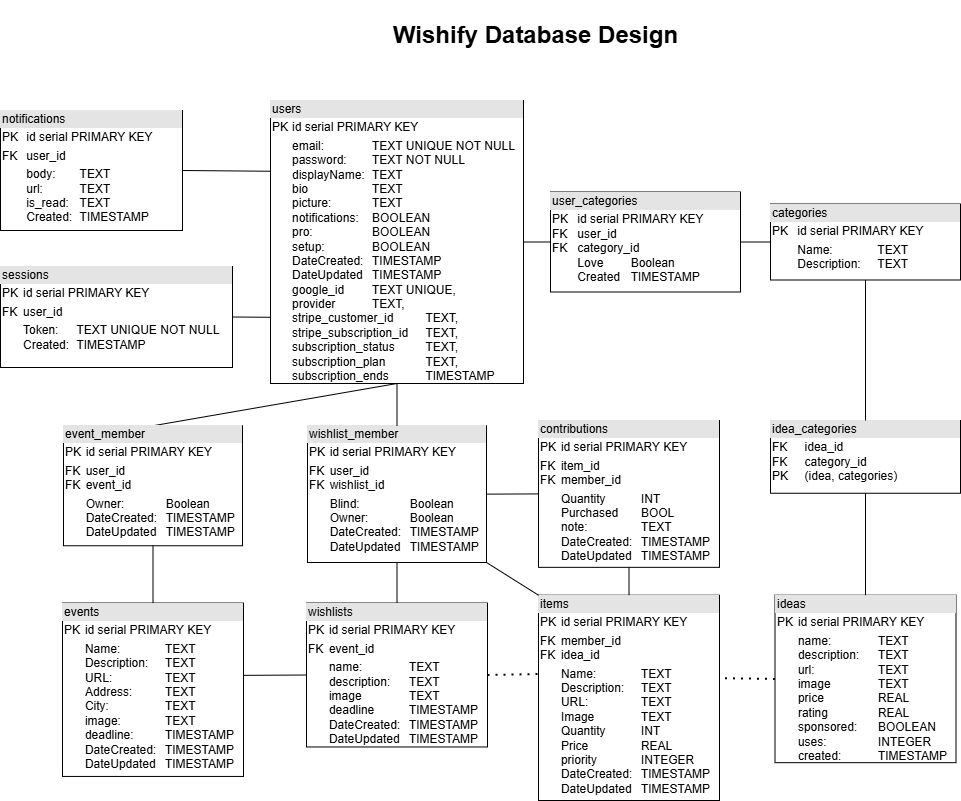 Wishify Database Design
notifications
PK id serial PRIMARY KEY
FK user_id
body: TEXT
url: TEXT
is_read: TEXT
Created: TIMESTAMP
users
PK id serial PRIMARY KEY
email: TEXT UNIQUE NOT NULL
password: TEXT NOT NULL
displayName: TEXT
bio TEXT
picture: TEXT
notifications: BOOLEAN
pro: BOOLEAN
setup: BOOLEAN
DateCreated: TIMESTAMP
DateUpdated TIMESTAMP
google_id TEXT UNIQUE,
provider TEXT,
stripe_customer_id TEXT,
stripe_subscription_id TEXT,
subscription_status TEXT,
subscription_plan TEXT,
subscription_ends TIMESTAMP
user_categories
PK id serial PRIMARY KEY
FK user_id
FK category_id
Love Boolean
Created TIMESTAMP
categories
PK id serial PRIMARY KEY
Name: TEXT
Description: TEXT
sessions
PK id serial PRIMARY KEY
FK user_id
Token: TEXT UNIQUE NOT NULL
Created: TIMESTAMP
event_member
PK id serial PRIMARY KEY
FK user_id
FK event_id
Owner: Boolean
DateCreated: TIMESTAMP
DateUpdated TIMESTAMP
wishlist_member
PK id serial PRIMARY KEY
FK user_id
FK wishlist_id
Blind: Boolean
Owner: Boolean
DateCreated: TIMESTAMP
DateUpdated TIMESTAMP
contributions
PK id serial PRIMARY KEY
FK item_id
FK member_id
Quantity INT
Purchased BOOL
note: TEXT
DateCreated: TIMESTAMP
DateUpdated TIMESTAMP
idea_categories
FK idea_id
FK category_id
PK (idea, categories)
events
PK id serial PRIMARY KEY
Name: TEXT
Description: TEXT
URL: TEXT
Address: TEXT
City: TEXT
image: TEXT
deadline: TIMESTAMP
DateCreated: TIMESTAMP
DateUpdated TIMESTAMP
wishlists
PK id serial PRIMARY KEY
FK event_id
name: TEXT
description: TEXT
image TEXT
deadline TIMESTAMP
DateCreated: TIMESTAMP
DateUpdated TIMESTAMP
items
PK id serial PRIMARY KEY
FK member_id
FK idea_id
Name: TEXT
Description: TEXT
URL: TEXT
Image TEXT
Quantity INT
Price REAL
priority INTEGER
DateCreated: TIMESTAMP
DateUpdated TIMESTAMP
ideas
PK id serial PRIMARY KEY
name: TEXT
description: TEXT
url: TEXT
image TEXT
price REAL
rating REAL
sponsored: BOOLEAN
uses: INTEGER
created: TIMESTAMP